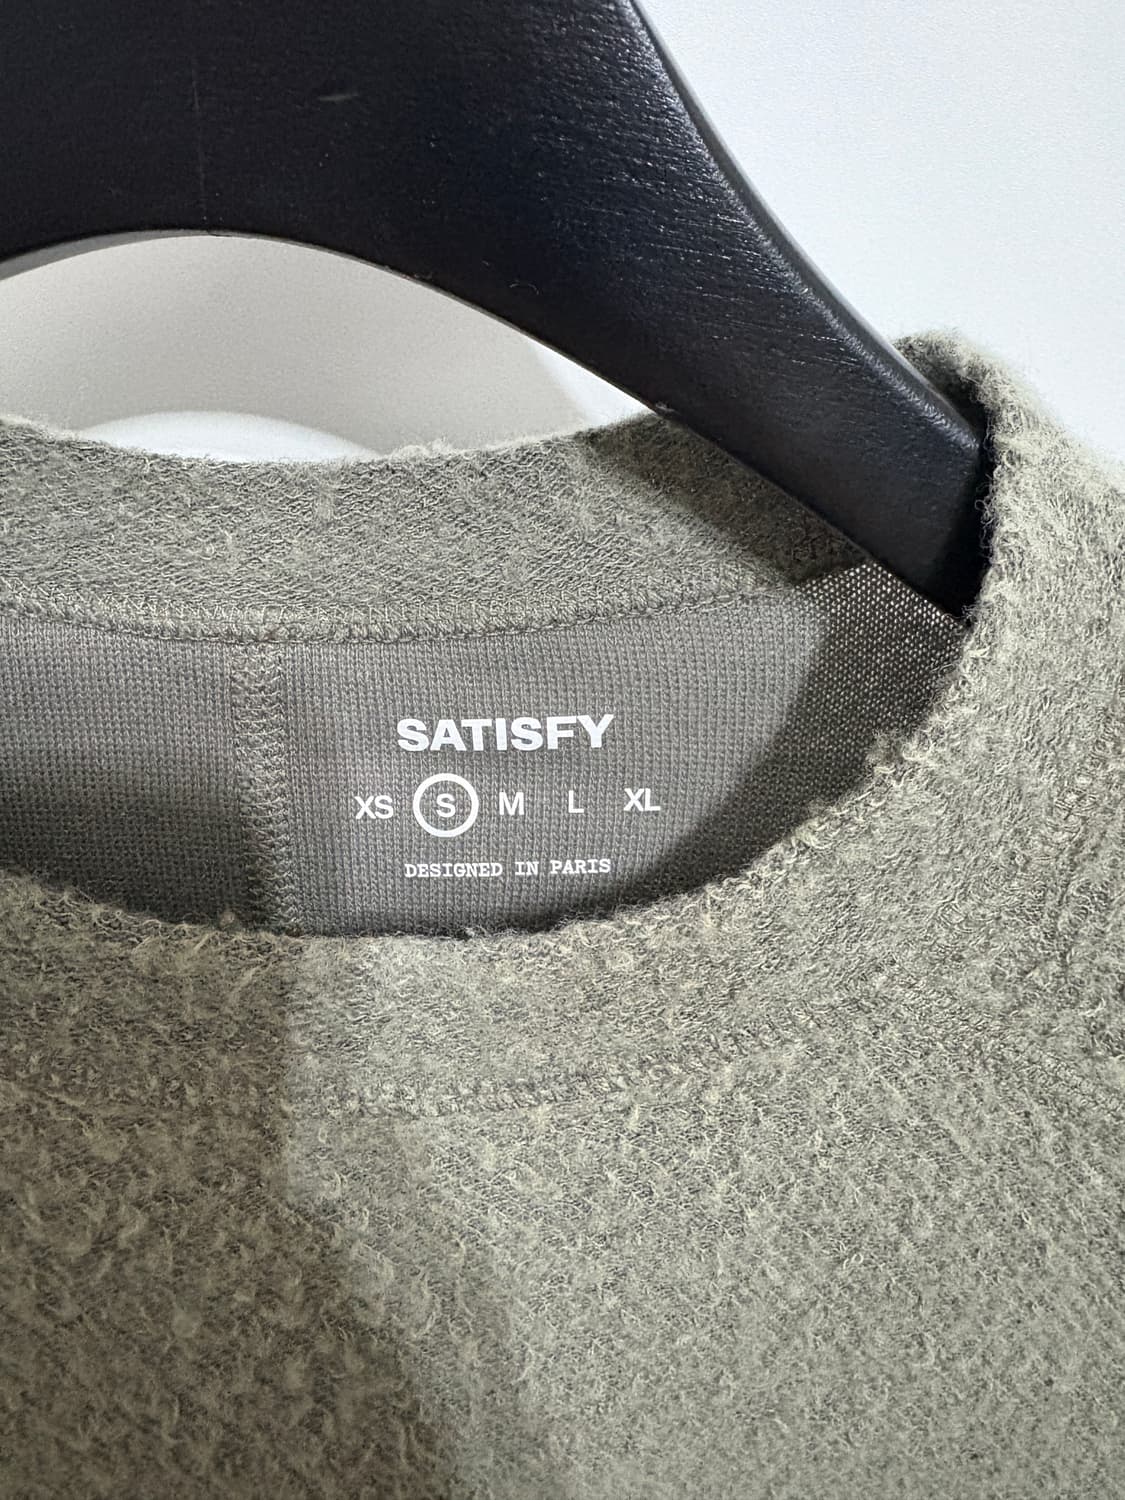 SATISFY
XS S M L XL
DESIGNED IN PARIS